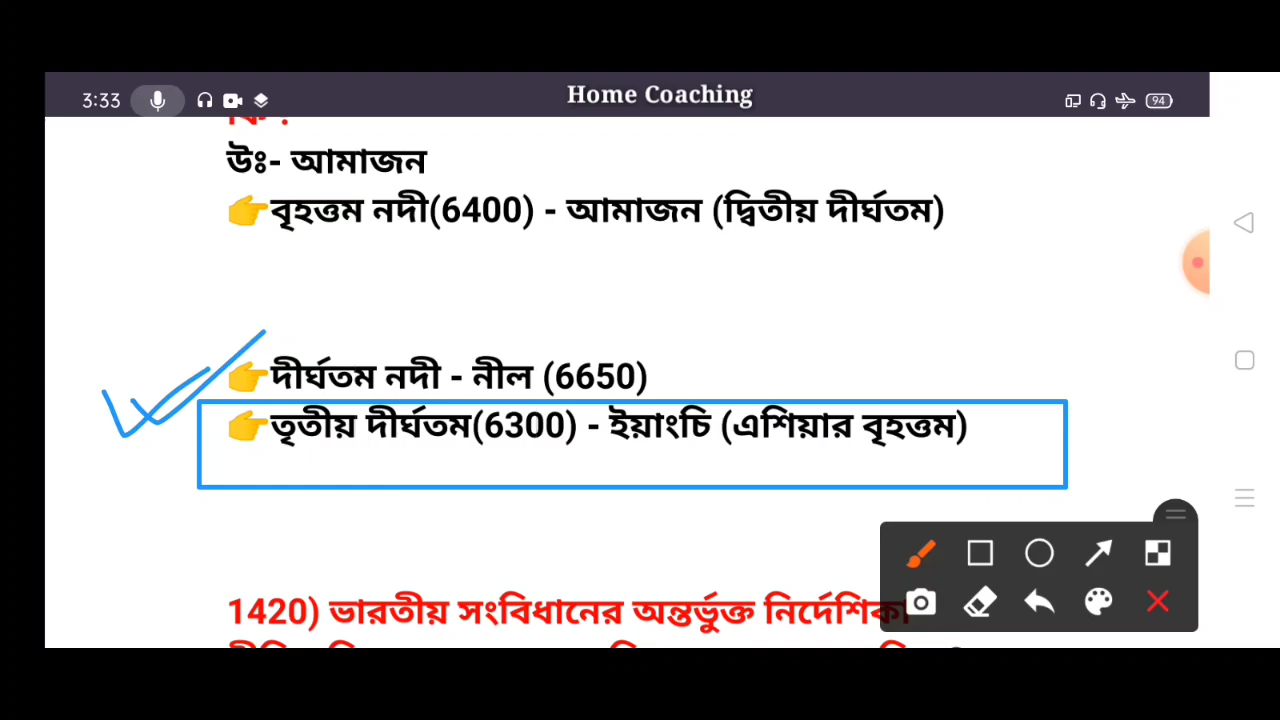 3:33
Home Coaching
94
উঃ- আমাজন
👉বৃহত্তম নদী(6400) - আমাজন (দ্বিতীয় দীর্ঘতম)
👉দীর্ঘতম নদী - নীল (6650)
👉তৃতীয় দীর্ঘতম(6300) - ইয়াংচি (এশিয়ার বৃহত্তম)
1420) ভারতীয় সংবিধানের অন্তর্ভুক্ত নির্দেশিকা